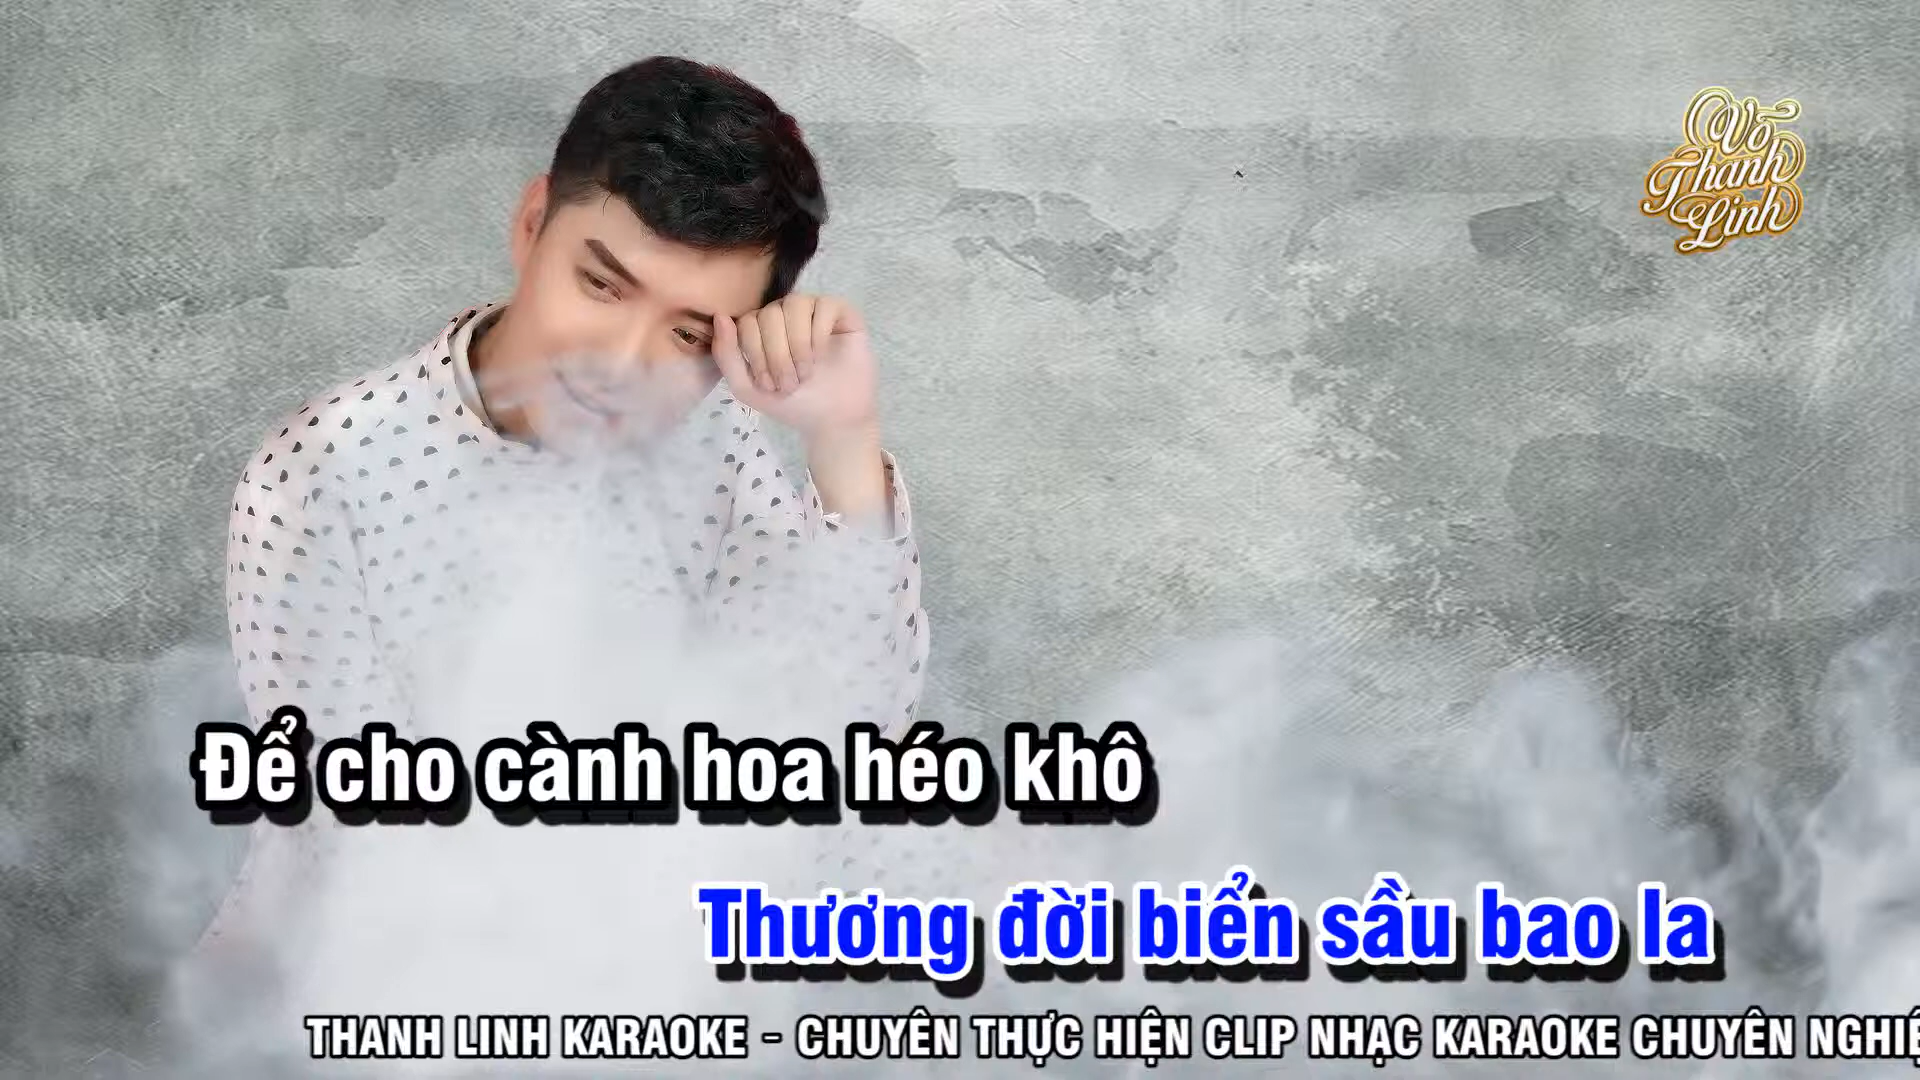 Võ
Thanh
Linh
Để cho cành hoa héo khô
Thương đời biển sầu bao la
THANH LINH KARAOKE - CHUYÊN THỰC HIỆN CLIP NHẠC KARAOKE CHUYÊN NGHIỆ